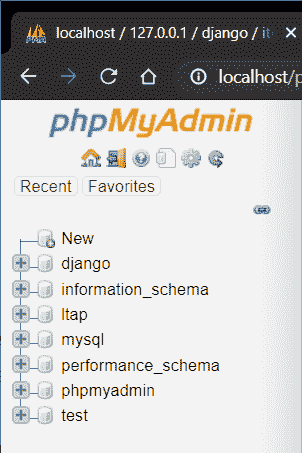 localhost / 127.0.0.1 / django / it
localhost/p
phpMyAdmin
Recent Favorites
New
django
information_schema
ltap
mysql
performance_schema
phpmyadmin
test